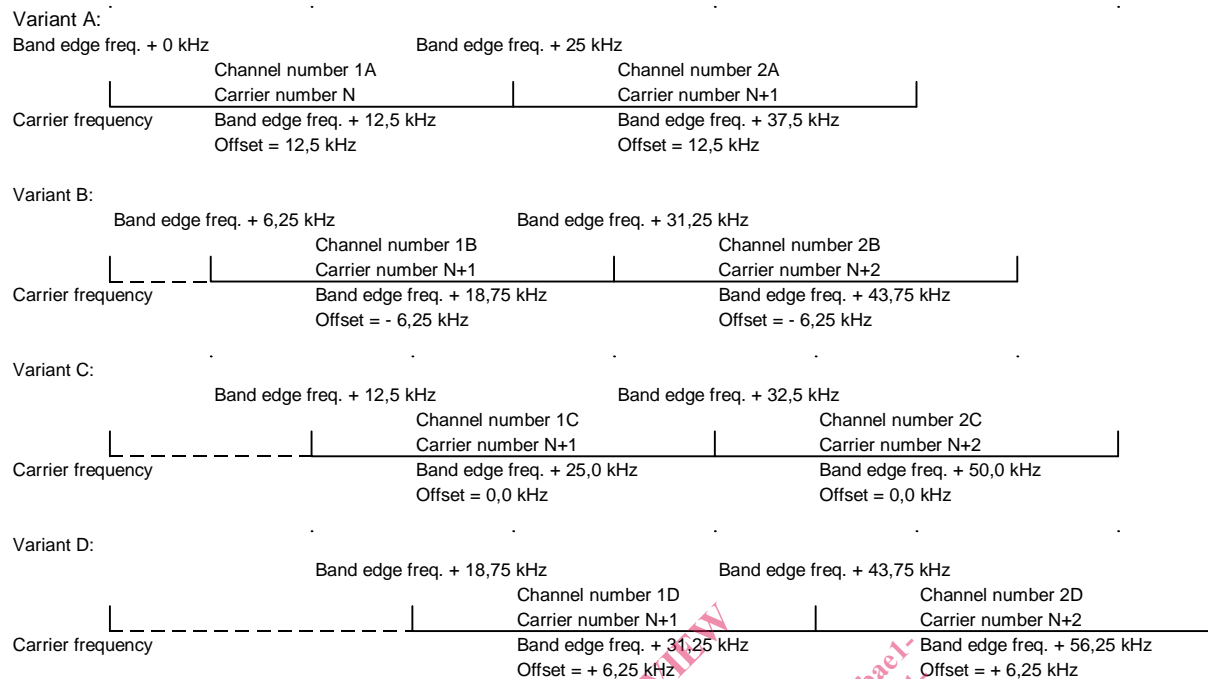 Variant A:
Band edge freq. + 0 kHz Band edge freq. + 25 kHz
Channel number 1A Channel number 2A
Carrier number N Carrier number N+1
Carrier frequency Band edge freq. + 12,5 kHz Band edge freq. + 37,5 kHz
Offset = 12,5 kHz Offset = 12,5 kHz
Variant B:
Band edge freq. + 6,25 kHz Band edge freq. + 31,25 kHz
Channel number 1B Channel number 2B
Carrier number N+1 Carrier number N+2
Carrier frequency Band edge freq. + 18,75 kHz Band edge freq. + 43,75 kHz
Offset = - 6,25 kHz Offset = - 6,25 kHz
Variant C:
Band edge freq. + 12,5 kHz Band edge freq. + 32,5 kHz
Channel number 1C Channel number 2C
Carrier number N+1 Carrier number N+2
Carrier frequency Band edge freq. + 25,0 kHz Band edge freq. + 50,0 kHz
Offset = 0,0 kHz Offset = 0,0 kHz
Variant D:
Band edge freq. + 18,75 kHz Band edge freq. + 43,75 kHz
Channel number 1D Channel number 2D
Carrier number N+1 Carrier number N+2
Carrier frequency Band edge freq. + 31,25 kHz Band edge freq. + 56,25 kHz
Offset = + 6,25 kHz Offset = + 6,25 kHz